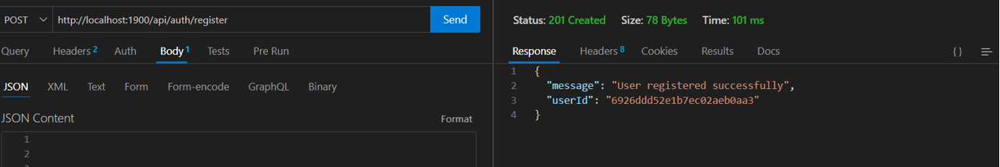 POST http://localhost:1900/api/auth/register Send
Query Headers 2 Auth Body 1 Tests Pre Run
JSON XML Text Form Form-encode GraphQL Binary
JSON Content Format
1
2
Status: 201 Created Size: 78 Bytes Time: 101 ms
Response Headers 8 Cookies Results Docs {}
1 {
2 "message": "User registered successfully",
3 "userId": "6926ddd52e1b7ec02aeb0aa3"
4 }